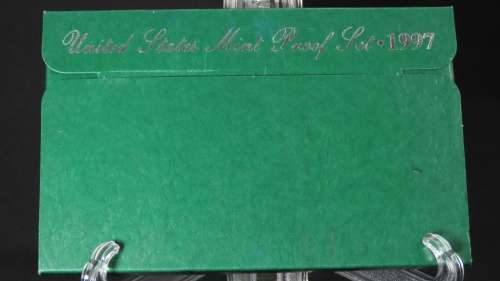 United States Mint Proof Set • 1997